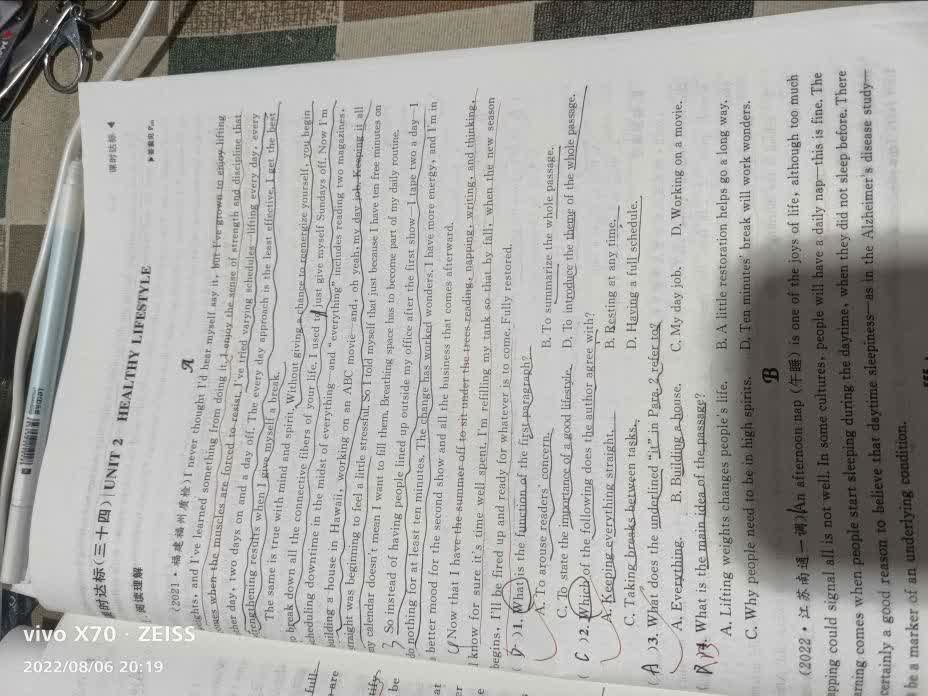 课时达标 4
时达标(三十四) UNIT 2 HEALTHY LIFESTYLE
阅读理解
A
(2021·福建福州质检) I never thought I'd hear myself say it, but I've grown to enjoy lifting
ghts, and I've learned something from doing it. I enjoy the sense of strength and discipline that
when the muscles are forced to resist. I've tried varying schedules—lifting every day, every
her day, two days on and a day off. The every day approach is the least effective. I get the best
engthening results when I give myself a break.
The same is true with mind and spirit. Without giving a chance to reenergize yourself, you begin
o break down all the connective fibers of your life. I used to just give myself Sundays off. Now I'm
cheduling downtime in the midst of everything—and "everything" includes reading two magazines,
uilding a house in Hawaii, working on an ABC movie—and, oh yeah, my day job. Keeping it all
raight was beginning to feel a little stressful. So I told myself that just because I have ten free minutes on
my calendar doesn't mean I want to fill them. Breathing space has to become part of my daily routine.
3 So instead of having people lined up outside my office after the first show—I tape two a day—I
do nothing for at least ten minutes. The change has worked wonders. I have more energy, and I'm in
a better mood for the second show and all the business that comes afterward.
4 Now that I have the summer off to sit under the trees reading, napping, writing, and thinking,
I know for sure it's time well spent. I'm refilling my tank so that by fall, when the new season
begins, I'll be fired up and ready for whatever is to come. Fully restored.
( D )1. What is the function of the first paragraph?
A. To arouse readers' concern.
B. To summarize the whole passage.
C. To state the importance of a good lifestyle.
D. To introduce the theme of the whole passage.
( C )2. Which of the following does the author agree with?
A. Keeping everything straight.
B. Resting at any time.
C. Taking breaks between tasks.
D. Having a full schedule.
( A )3. What does the underlined "it" in Para. 2 refer to?
A. Everything. B. Building a house. C. My day job. D. Working on a movie.
4. What is the main idea of the passage?
A. Lifting weights changes people's life.
B. A little restoration helps go a long way.
C. Why people need to be in high spirits.
D. Ten minutes' break will work wonders.
B
(2022·江苏南通一调) An afternoon nap (午睡) is one of the joys of life, although too much
pping could signal all is not well. In some cultures, people will have a daily nap—this is fine. The
rning comes when people start sleeping during the daytime, when they did not sleep before. There
certainly a good reason to believe that daytime sleepiness—as in the Alzheimer's disease study—
be a marker of an underlying condition.
full.
are
tify
be
at
er
se
vivo X70 · ZEISS
2022/08/06 20:19